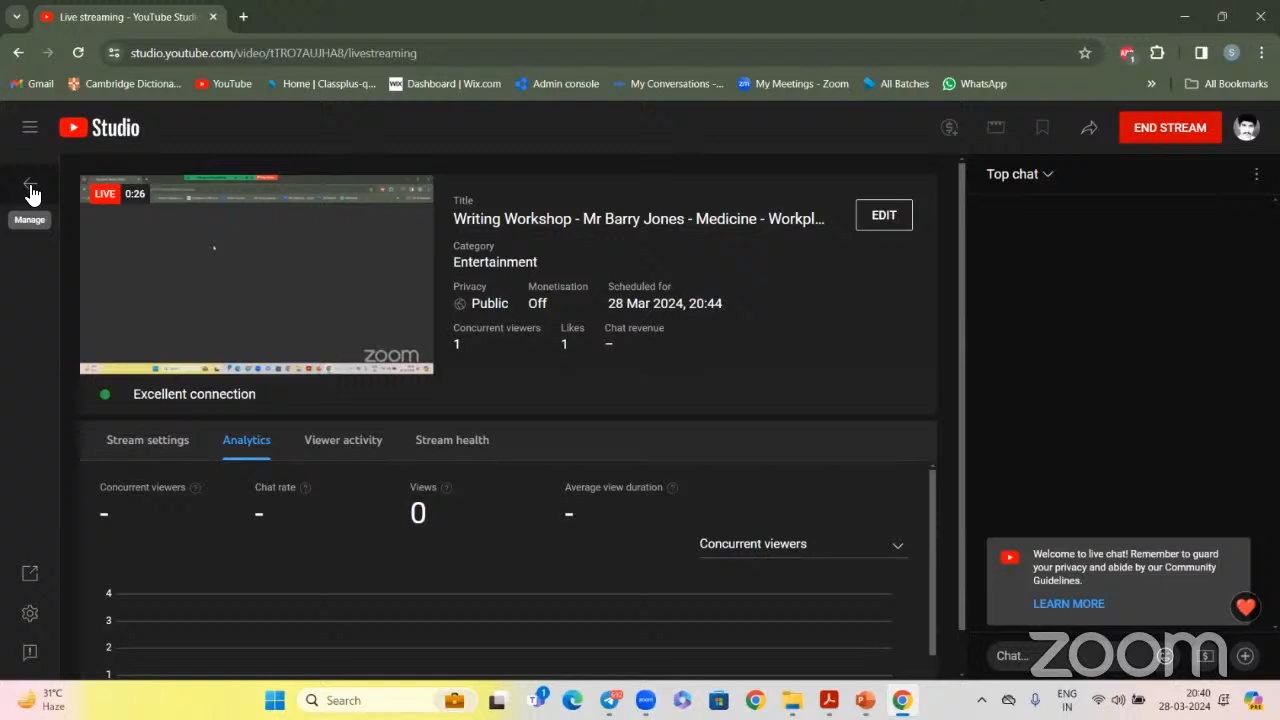 Live streaming - YouTube Studi
studio.youtube.com/video/tTRO7AUJHA8/livestreaming
S
Gmail
Cambridge Dictiona...
YouTube
Home | Classplus-q...
WIX
Dashboard | Wix.com
Admin console
My Conversations -...
zm
My Meetings - Zoom
All Batches
WhatsApp
All Bookmarks
Studio
END STREAM
Manage
LIVE 0:26
zoom
Excellent connection
Title
Writing Workshop - Mr Barry Jones - Medicine - Workpl...
EDIT
Category
Entertainment
Privacy Monetisation Scheduled for
Public Off 28 Mar 2024, 20:44
Concurrent viewers Likes Chat revenue
1 1 –
Top chat
Stream settings Analytics Viewer activity Stream health
Concurrent viewers Chat rate Views Average view duration
- - 0 -
Concurrent viewers
4
3
2
1
Welcome to live chat! Remember to guard
your privacy and abide by our Community
Guidelines.
LEARN MORE
Chat...
zoom
31°C
Haze
Search
1
692
zoom
ENG
IN
20:40
28-03-2024
PRE